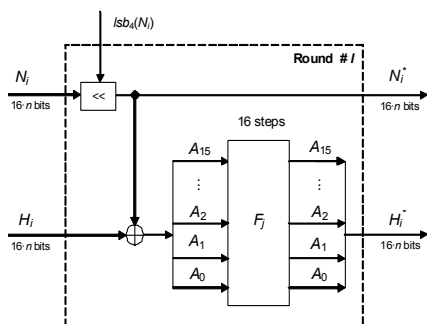 lsb₄(Nᵢ)
Round # I
Nᵢ
<<
Nᵢ*
16·n bits
16·n bits
16 steps
A₁₅
A₁₅
⋮
Fⱼ
⋮
A₂
A₂
Hᵢ
Hᵢ*
A₁
A₁
16·n bits
16·n bits
A₀
A₀